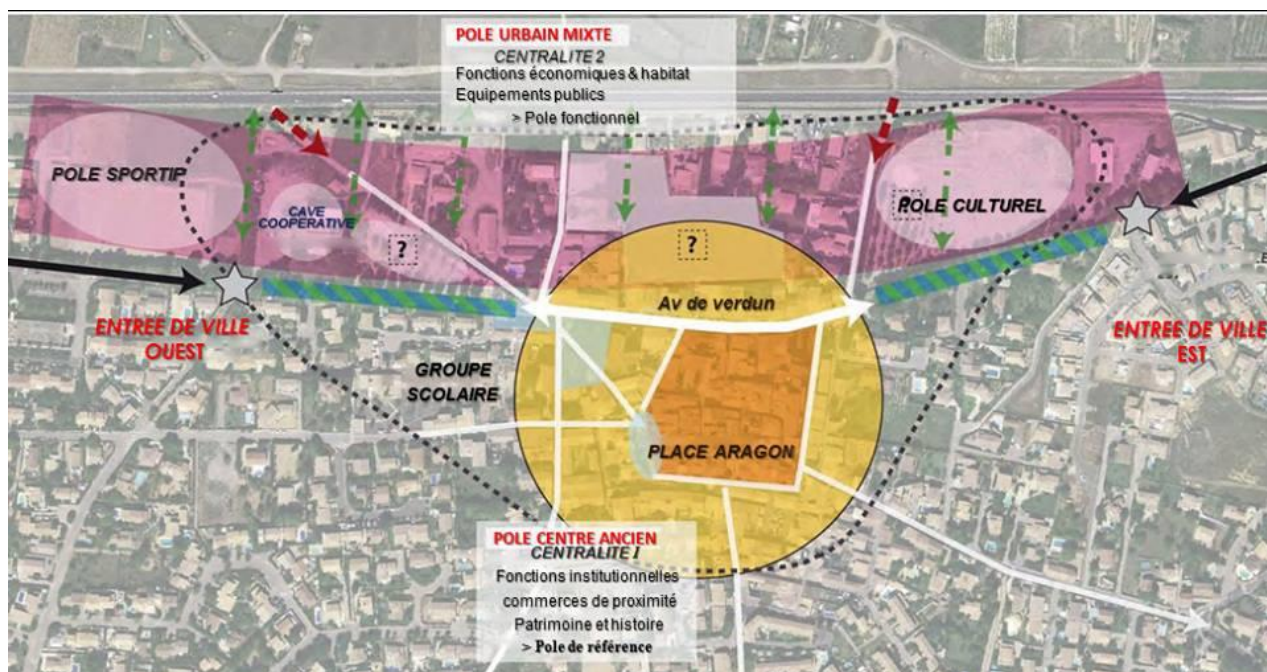 POLE URBAIN MIXTE
CENTRALITE 2
Fonctions économiques & habitat
Equipements publics
> Pole fonctionnel
POLE SPORTIF
CAVE
COOPERATIVE
?
?
?
POLE CULTUREL
Av de verdun
ENTREE DE VILLE
OUEST
ENTREE DE VILLE
EST
GROUPE
SCOLAIRE
PLACE ARAGON
POLE CENTRE ANCIEN
CENTRALITE I
Fonctions institutionnelles
commerces de proximité
Patrimoine et histoire
> Pole de référence